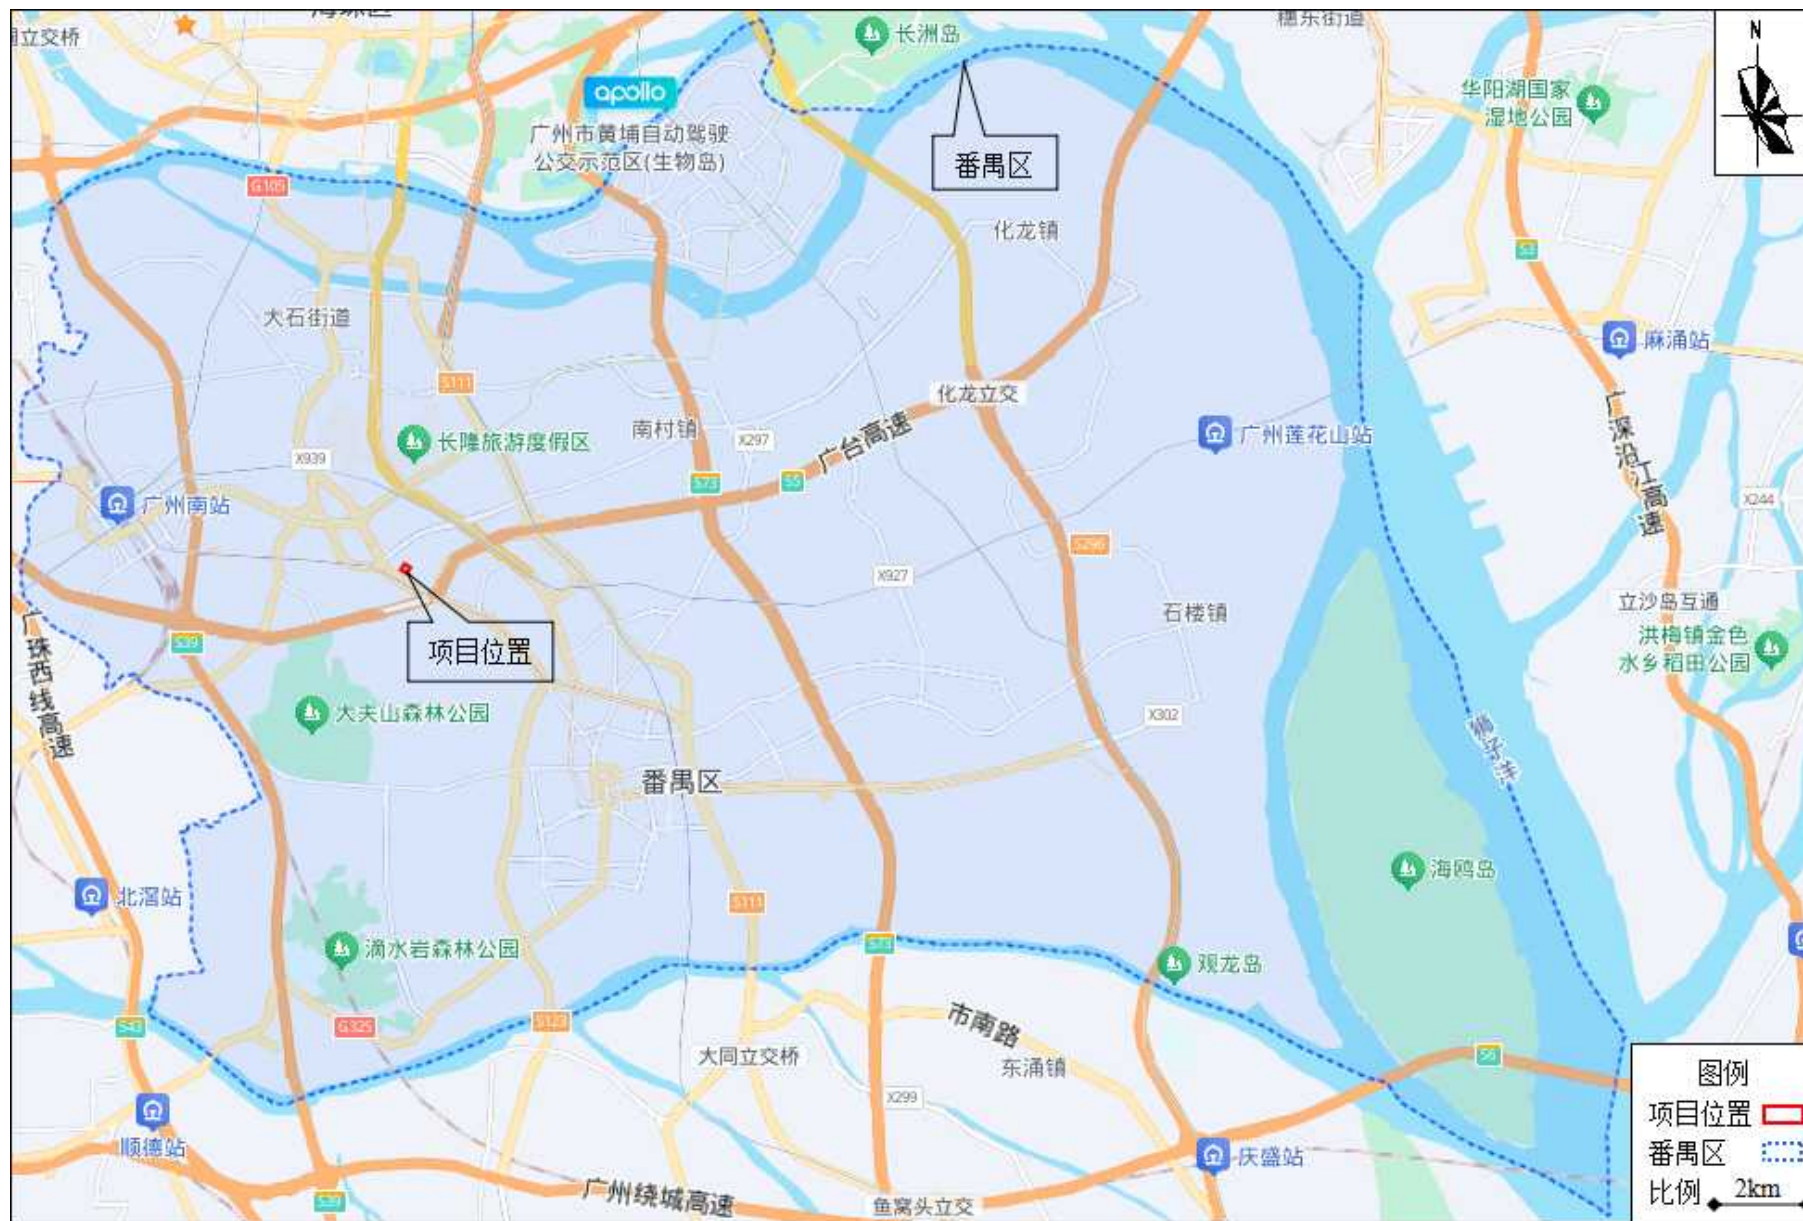 海珠区
立交桥
长洲岛
穗东街道
N
apollo
华阳湖国家
湿地公园
广州市黄埔自动驾驶
公交示范区(生物岛)
番禺区
G105
化龙镇
S3
大石街道
麻涌站
S111
化龙立交
广深沿江高速
南村镇
X297
广台高速
广州莲花山站
长隆旅游度假区
X939
S73
S5
广州南站
X244
S296
X927
立沙岛互通
石楼镇
洪梅镇金色
水乡稻田公园
广珠西线高速
S39
项目位置
大夫山森林公园
X302
狮子洋
番禺区
海鸥岛
北滘站
S111
滴水岩森林公园
S73
观龙岛
S43
G325
S123
市南路
大同立交桥
东涌镇
S6
图例
项目位置
番禺区
比例 2km
X299
顺德站
庆盛站
S39
广州绕城高速
鱼窝头立交